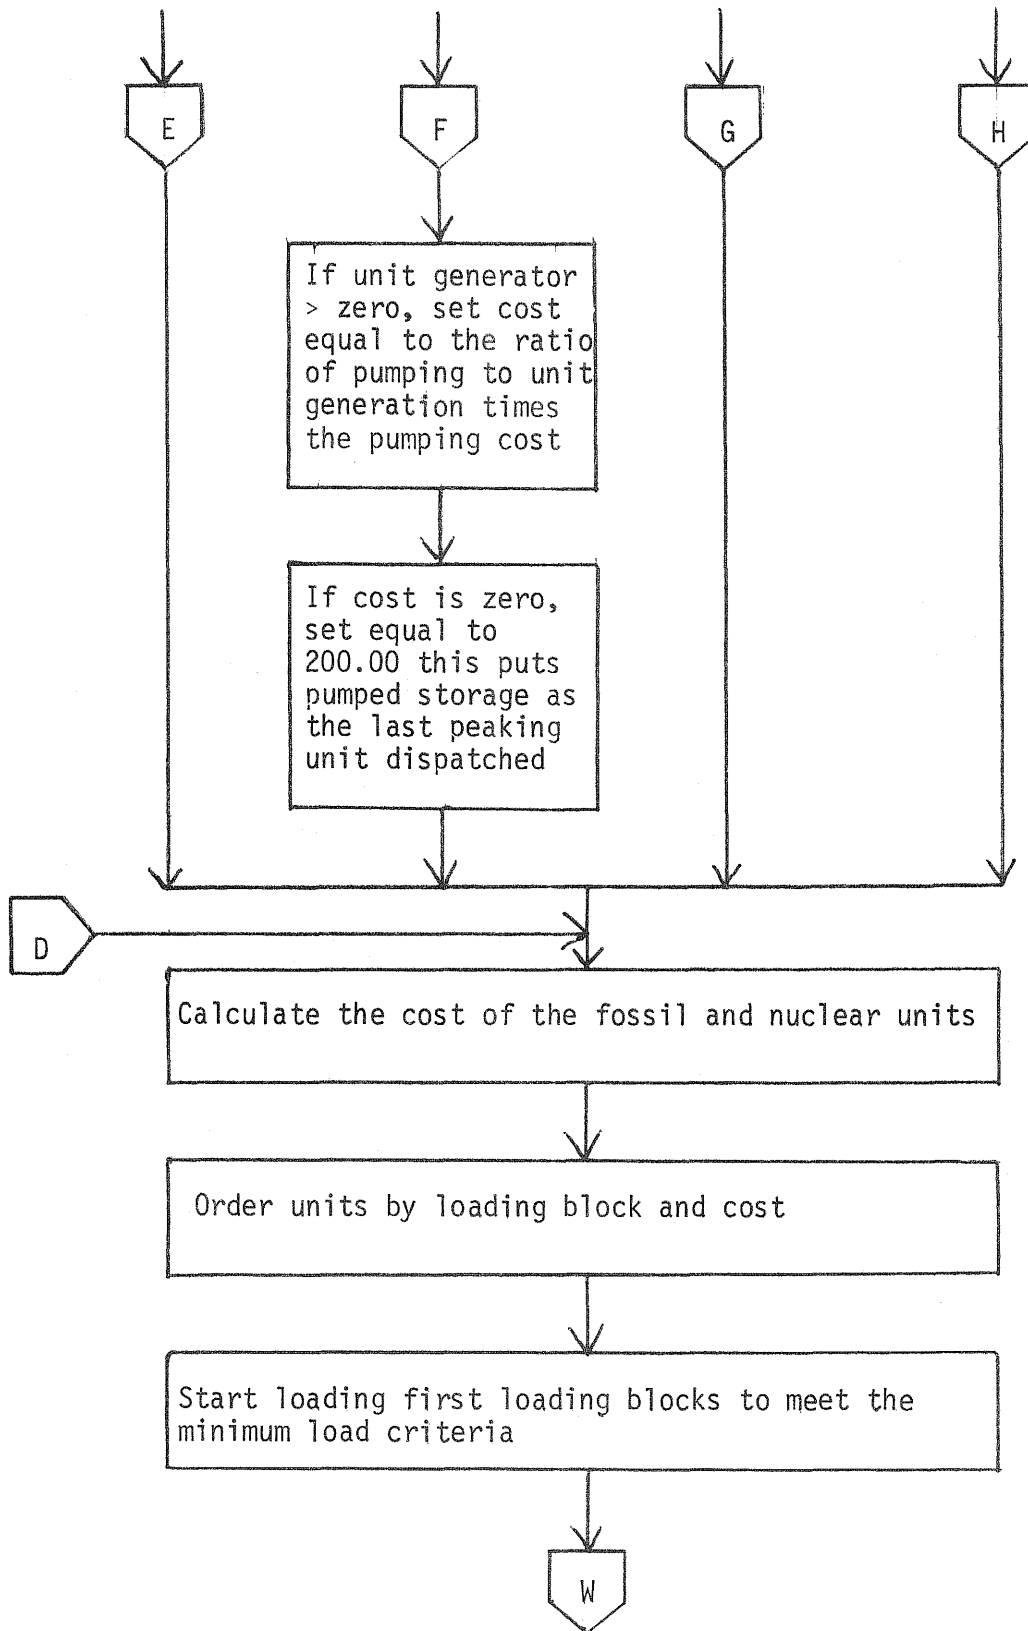 E
F
G
H
If unit generator
> zero, set cost
equal to the ratio
of pumping to unit
generation times
the pumping cost
If cost is zero,
set equal to
200.00 this puts
pumped storage as
the last peaking
unit dispatched
D
Calculate the cost of the fossil and nuclear units
Order units by loading block and cost
Start loading first loading blocks to meet the
minimum load criteria
W